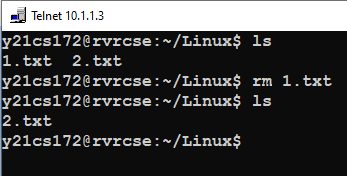 Telnet 10.1.1.3
y21cs172@rvrcse:~/Linux$ ls
1.txt  2.txt
y21cs172@rvrcse:~/Linux$ rm 1.txt
y21cs172@rvrcse:~/Linux$ ls
2.txt
y21cs172@rvrcse:~/Linux$